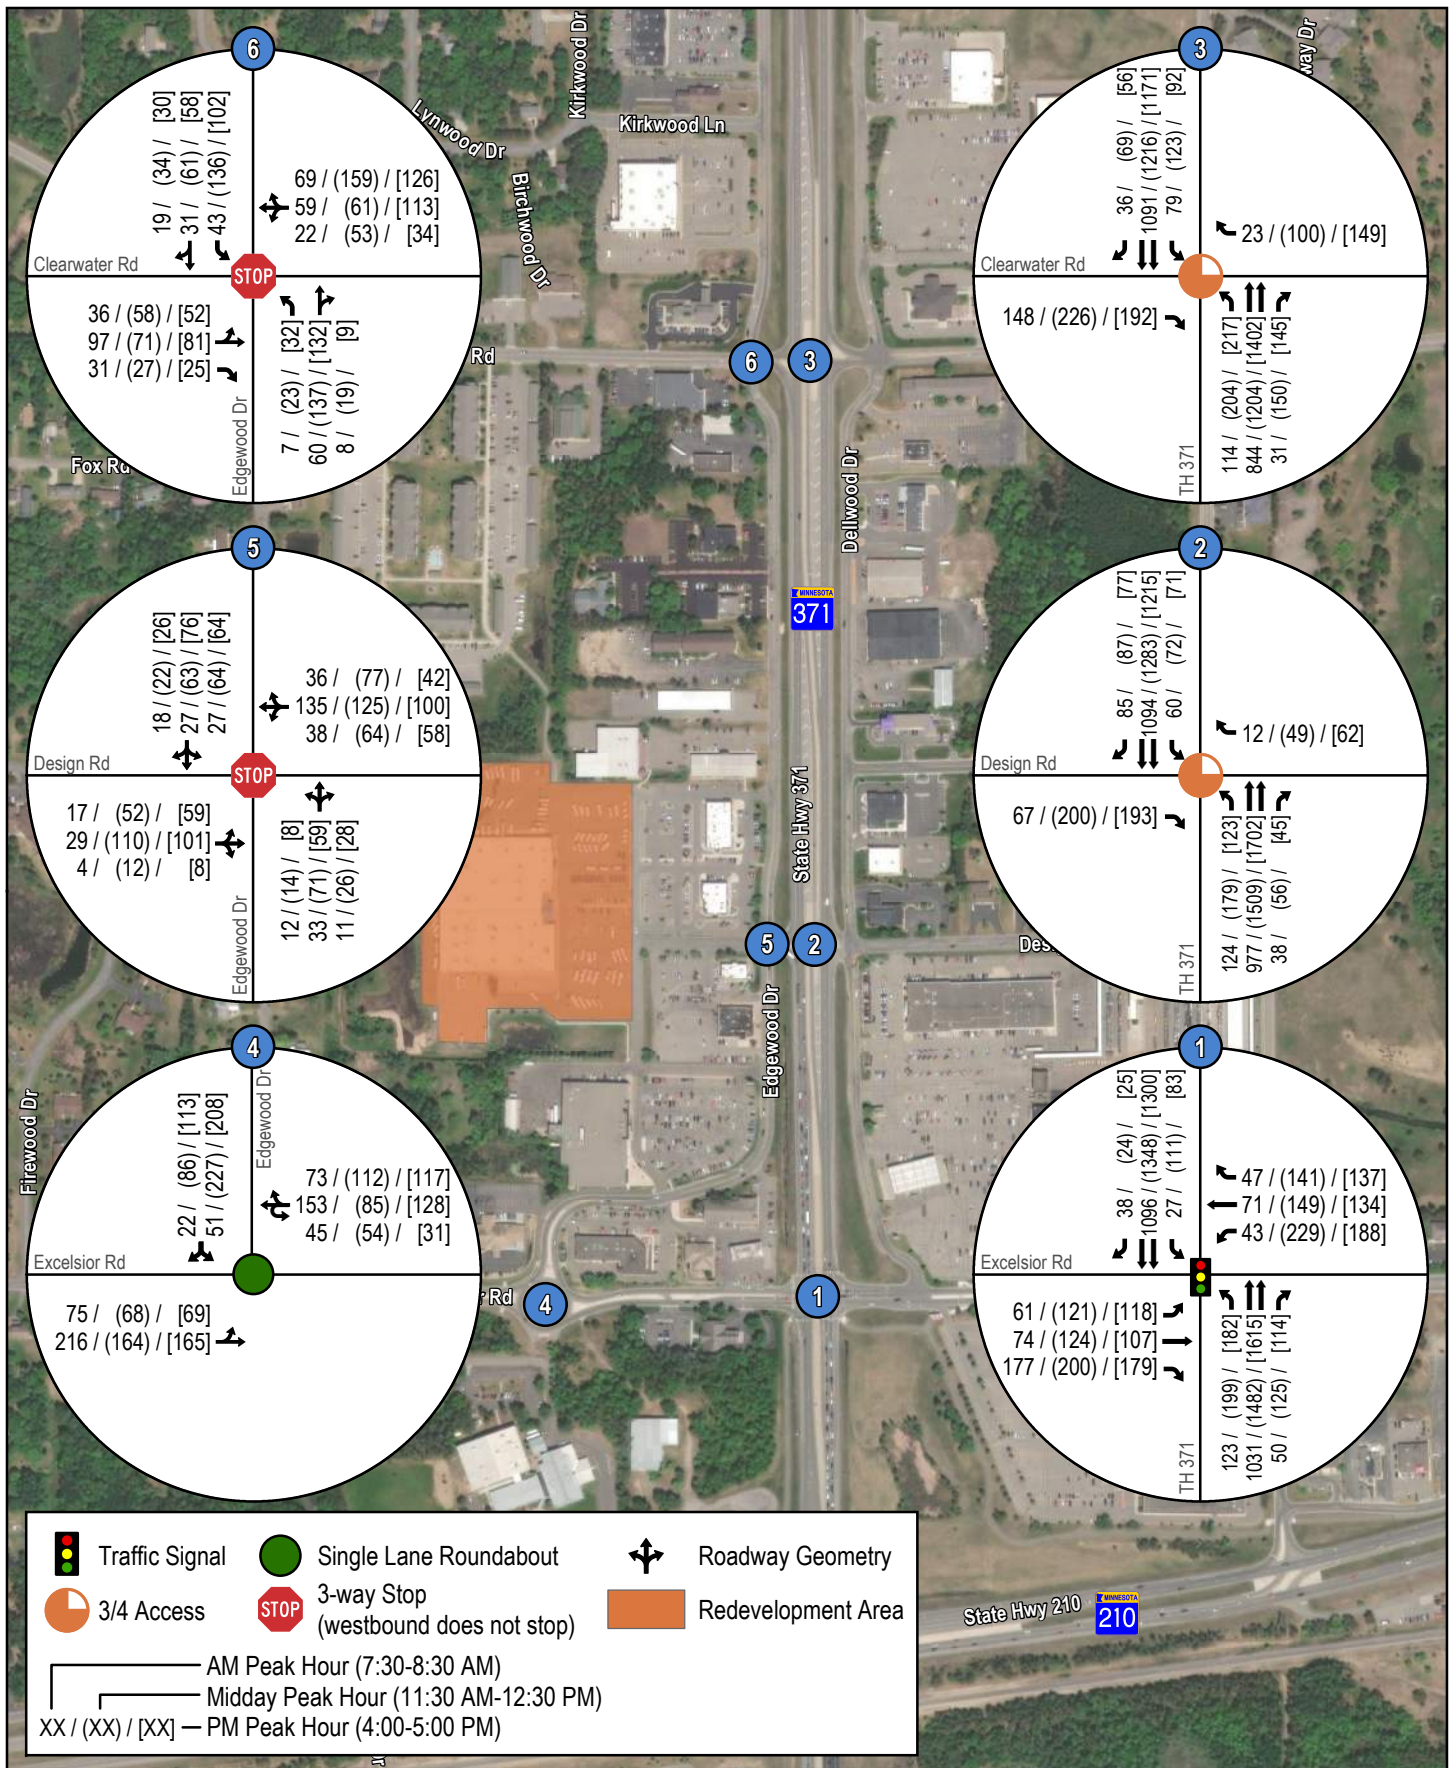 6
19 / (34) / [30]
31 / (61) / [58]
43 / (136) / [102]
69 / (159) / [126]
59 / (61) / [113]
22 / (53) / [34]
Clearwater Rd
STOP
36 / (58) / [52]
97 / (71) / [81]
31 / (27) / [25]
7 / (23) / [32]
60 / (137) / [132]
8 / (19) / [9]
Edgewood Dr
3
36 / (69) / [56]
1091 / (1216) / [1171]
79 / (123) / [92]
23 / (100) / [149]
Clearwater Rd
148 / (226) / [192]
114 / (204) / [217]
844 / (1204) / [1402]
31 / (150) / [145]
TH 371
way Dr
Kirkwood Dr
Kirkwood Ln
Lynwood Dr
Birchwood Dr
Rd
6
3
Fox Rd
Dellwood Dr
MINNESOTA
371
5
18 / (22) / [26]
27 / (63) / [76]
27 / (64) / [64]
36 / (77) / [42]
135 / (125) / [100]
38 / (64) / [58]
Design Rd
STOP
17 / (52) / [59]
29 / (110) / [101]
4 / (12) / [8]
12 / (14) / [8]
33 / (71) / [59]
11 / (26) / [28]
Edgewood Dr
2
85 / (87) / [77]
1094 / (1283) / [1215]
60 / (72) / [71]
12 / (49) / [62]
Design Rd
67 / (200) / [193]
124 / (179) / [123]
977 / (1509) / [1702]
38 / (56) / [45]
TH 371
State Hwy 371
5
2
Des
Edgewood Dr
Firewood Dr
4
22 / (86) / [113]
51 / (227) / [208]
Edgewood Dr
73 / (112) / [117]
153 / (85) / [128]
45 / (54) / [31]
Excelsior Rd
75 / (68) / [69]
216 / (164) / [165]
1
38 / (24) / [25]
1096 / (1348) / [1300]
27 / (111) / [83]
47 / (141) / [137]
71 / (149) / [134]
43 / (229) / [188]
Excelsior Rd
61 / (121) / [118]
74 / (124) / [107]
177 / (200) / [179]
123 / (199) / [182]
1031 / (1482) / [1615]
50 / (125) / [114]
TH 371
r Rd
4
1
Traffic Signal
Single Lane Roundabout
Roadway Geometry
3/4 Access
STOP
3-way Stop
(westbound does not stop)
Redevelopment Area
AM Peak Hour (7:30-8:30 AM)
Midday Peak Hour (11:30 AM-12:30 PM)
XX / (XX) / [XX] PM Peak Hour (4:00-5:00 PM)
State Hwy 210
MINNESOTA
210